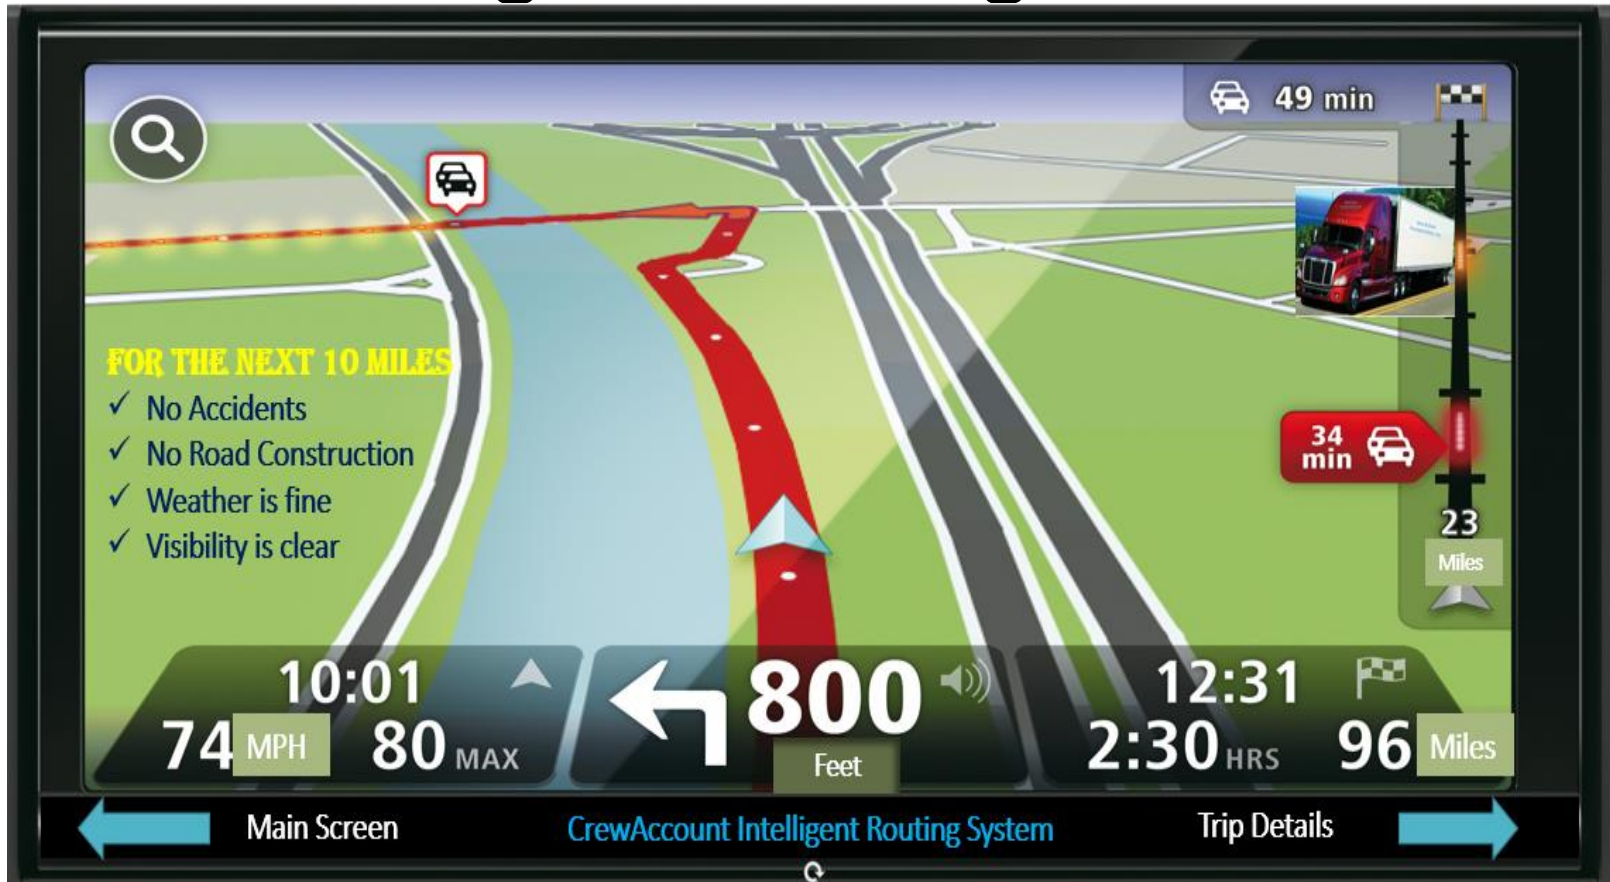 49 min
FOR THE NEXT 10 MILES
✓ No Accidents
✓ No Road Construction
✓ Weather is fine
✓ Visibility is clear
34
min
23
Miles
10:01
74 MPH 80 MAX
800
Feet
12:31
2:30 HRS 96 Miles
Main Screen
CrewAccount Intelligent Routing System
Trip Details